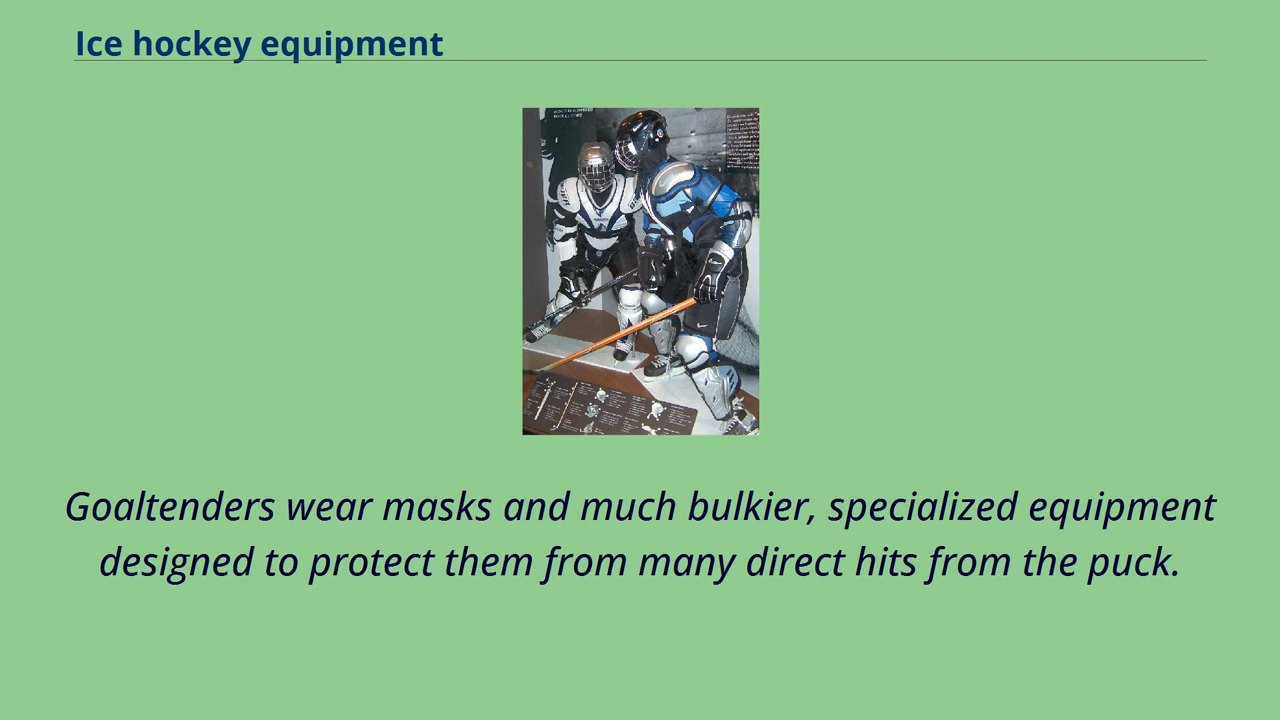 Ice hockey equipment
Goaltenders wear masks and much bulkier, specialized equipment
designed to protect them from many direct hits from the puck.